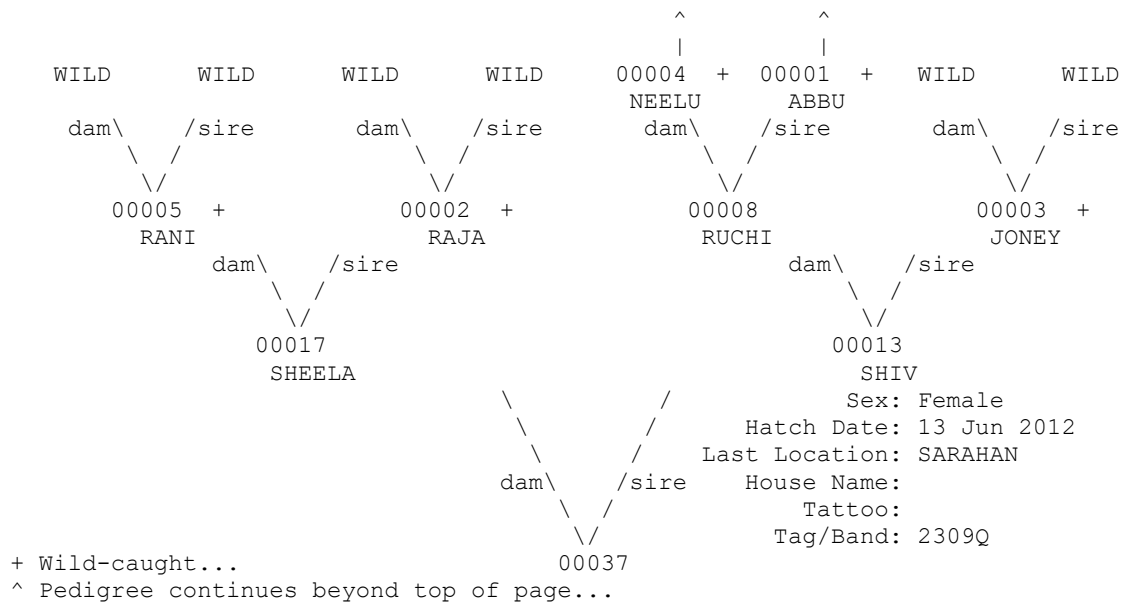 ^ ^
| |
WILD WILD WILD WILD 00004 + 00001 + WILD WILD
NEELU ABBU
dam\ /sire dam\ /sire dam\ /sire dam\ /sire
\ / \ / \ / \ /
\/ \/ \/ \/
00005 + 00002 + 00008 00003 +
RANI RAJA RUCHI JONEY
dam\ /sire dam\ /sire
\ / \ /
\/ \/
00017 00013
SHEELA SHIV
\ / Sex: Female
\ / Hatch Date: 13 Jun 2012
\ / Last Location: SARAHAN
dam\ /sire House Name:
\ / Tattoo:
\/ Tag/Band: 2309Q
+ Wild-caught... 00037
^ Pedigree continues beyond top of page...